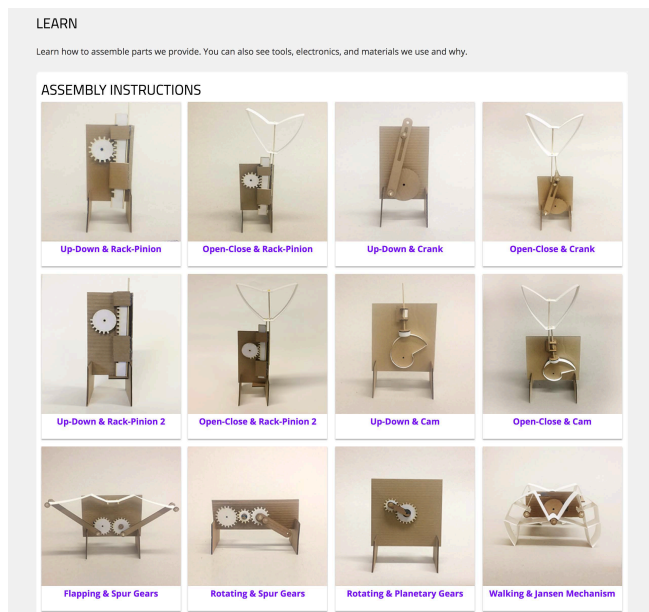 LEARN
Learn how to assemble parts we provide. You can also see tools, electronics, and materials we use and why.
ASSEMBLY INSTRUCTIONS
Up-Down & Rack-Pinion
Open-Close & Rack-Pinion
Up-Down & Crank
Open-Close & Crank
Up-Down & Rack-Pinion 2
Open-Close & Rack-Pinion 2
Up-Down & Cam
Open-Close & Cam
Flapping & Spur Gears
Rotating & Spur Gears
Rotating & Planetary Gears
Walking & Jansen Mechanism